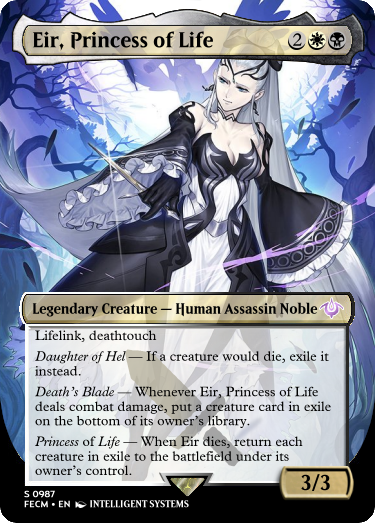 Eir, Princess of Life 2
Legendary Creature — Human Assassin Noble
Lifelink, deathtouch
Daughter of Hel — If a creature would die, exile it
instead.
Death's Blade — Whenever Eir, Princess of Life
deals combat damage, put a creature card in exile
on the bottom of its owner's library.
Princess of Life — When Eir dies, return each
creature in exile to the battlefield under its
owner's control.
3/3
S 0987
FECM • EN INTELLIGENT SYSTEMS